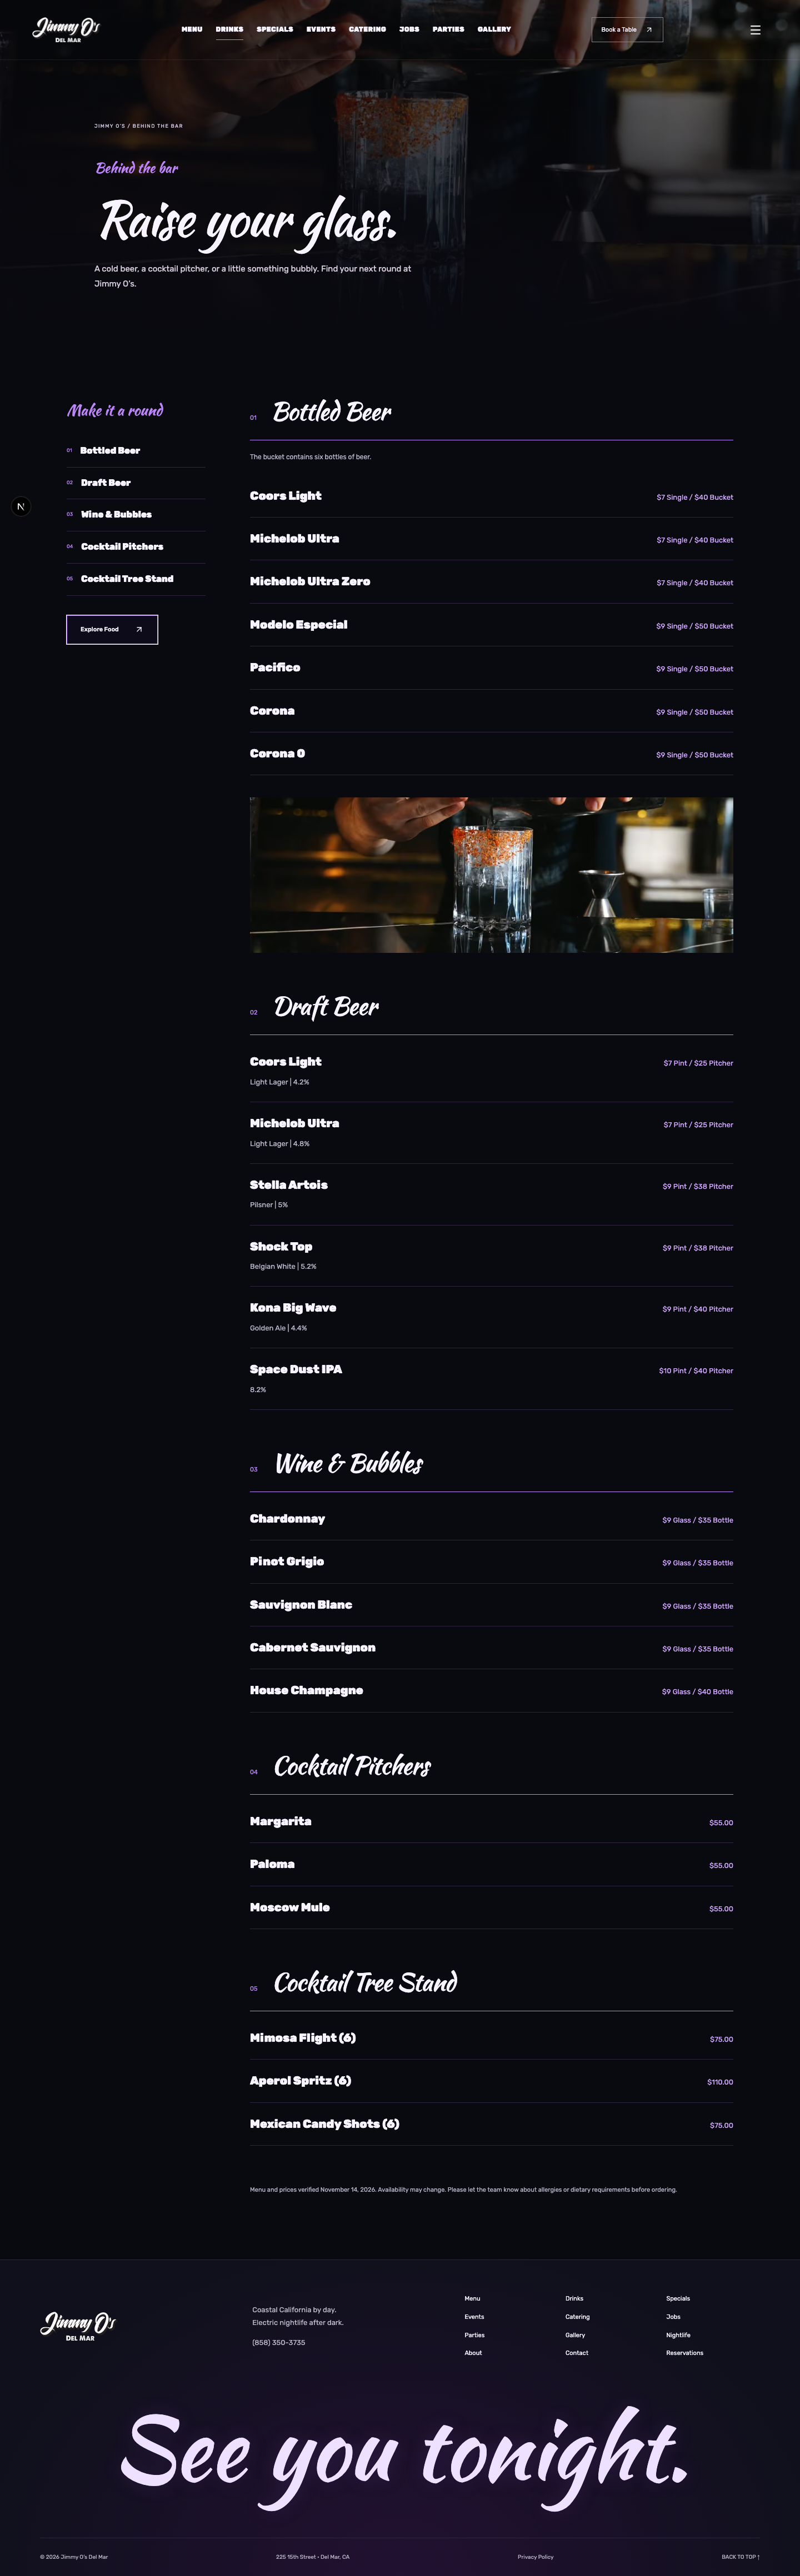 Jimmy O's
DEL MAR
MENU DRINKS SPECIALS EVENTS CATERING JOBS PARTIES GALLERY
Book a Table
JIMMY O'S / BEHIND THE BAR
Behind the bar
Raise your glass.
A cold beer, a cocktail pitcher, or a little something bubbly. Find your next round at
Jimmy O's.
Make it a round
01 Bottled Beer
02 Draft Beer
03 Wine & Bubbles
04 Cocktail Pitchers
05 Cocktail Tree Stand
Explore Food
N
01 Bottled Beer
The bucket contains six bottles of beer.
Coors Light $7 Single / $40 Bucket
Michelob Ultra $7 Single / $40 Bucket
Michelob Ultra Zero $7 Single / $40 Bucket
Modelo Especial $9 Single / $50 Bucket
Pacifico $9 Single / $50 Bucket
Corona $9 Single / $50 Bucket
Corona 0 $9 Single / $50 Bucket
02 Draft Beer
Coors Light $7 Pint / $25 Pitcher
Light Lager | 4.2%
Michelob Ultra $7 Pint / $25 Pitcher
Light Lager | 4.8%
Stella Artois $9 Pint / $38 Pitcher
Pilsner | 5%
Shock Top $9 Pint / $38 Pitcher
Belgian White | 5.2%
Kona Big Wave $9 Pint / $40 Pitcher
Golden Ale | 4.4%
Space Dust IPA $10 Pint / $40 Pitcher
8.2%
03 Wine & Bubbles
Chardonnay $9 Glass / $35 Bottle
Pinot Grigio $9 Glass / $35 Bottle
Sauvignon Blanc $9 Glass / $35 Bottle
Cabernet Sauvignon $9 Glass / $35 Bottle
House Champagne $9 Glass / $40 Bottle
04 Cocktail Pitchers
Margarita $55.00
Paloma $55.00
Moscow Mule $55.00
05 Cocktail Tree Stand
Mimosa Flight (6) $75.00
Aperol Spritz (6) $110.00
Mexican Candy Shots (6) $75.00
Menu and prices verified November 14, 2026. Availability may change. Please let the team know about allergies or dietary requirements before ordering.
Jimmy O's
DEL MAR
Coastal California by day.
Electric nightlife after dark.
(858) 350-3735
Menu Drinks Specials
Events Catering Jobs
Parties Gallery Nightlife
About Contact Reservations
See you tonight.
© 2026 Jimmy O's Del Mar
225 15th Street · Del Mar, CA
Privacy Policy
BACK TO TOP ↑